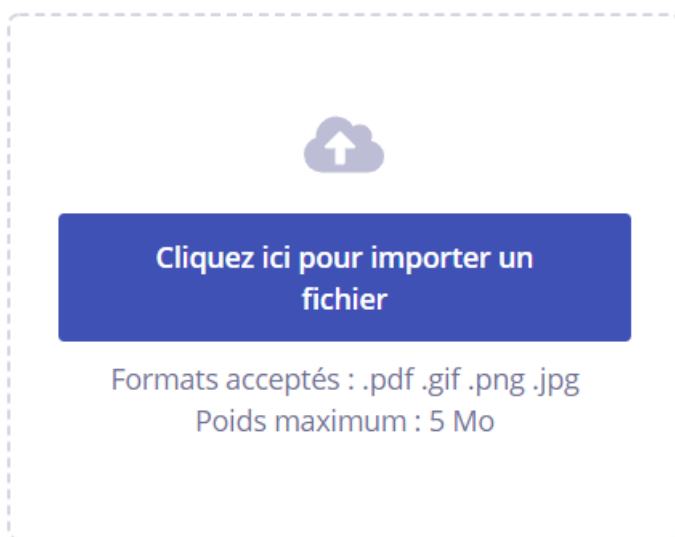 Cliquez ici pour importer un
fichier
Formats acceptés : .pdf .gif .png .jpg
Poids maximum : 5 Mo